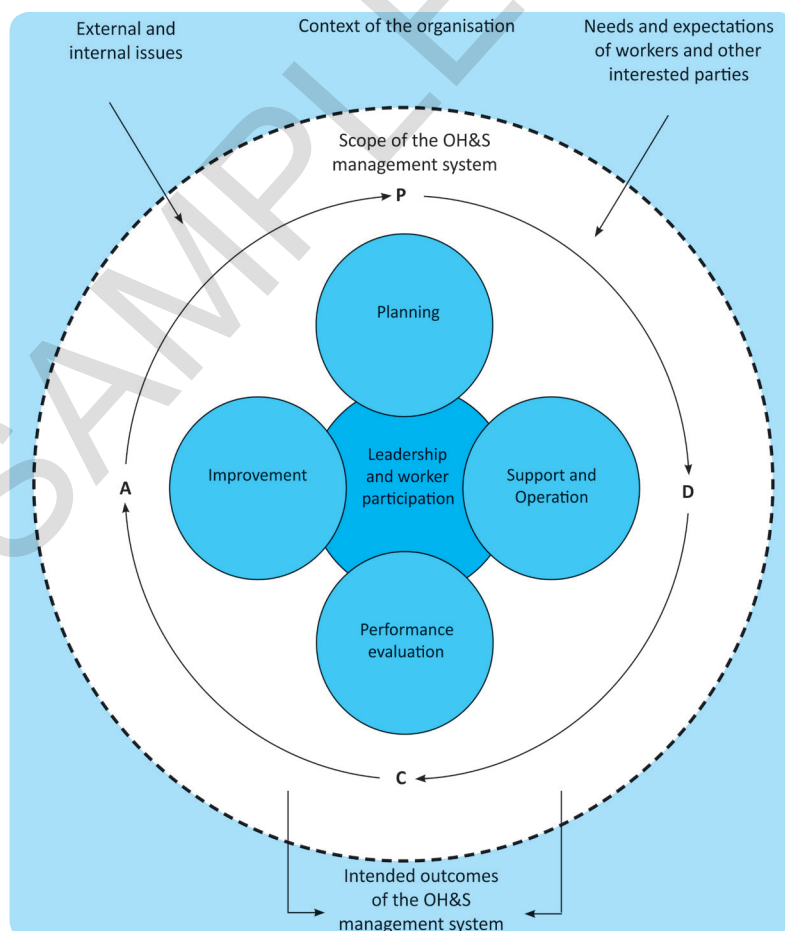 External and
internal issues
Context of the organisation
Needs and expectations
of workers and other
interested parties
Scope of the OH&S
management system
P
Planning
Improvement
Leadership
and worker
participation
Support and
Operation
A
D
Performance
evaluation
C
Intended outcomes
of the OH&S
management system
SAMPLE